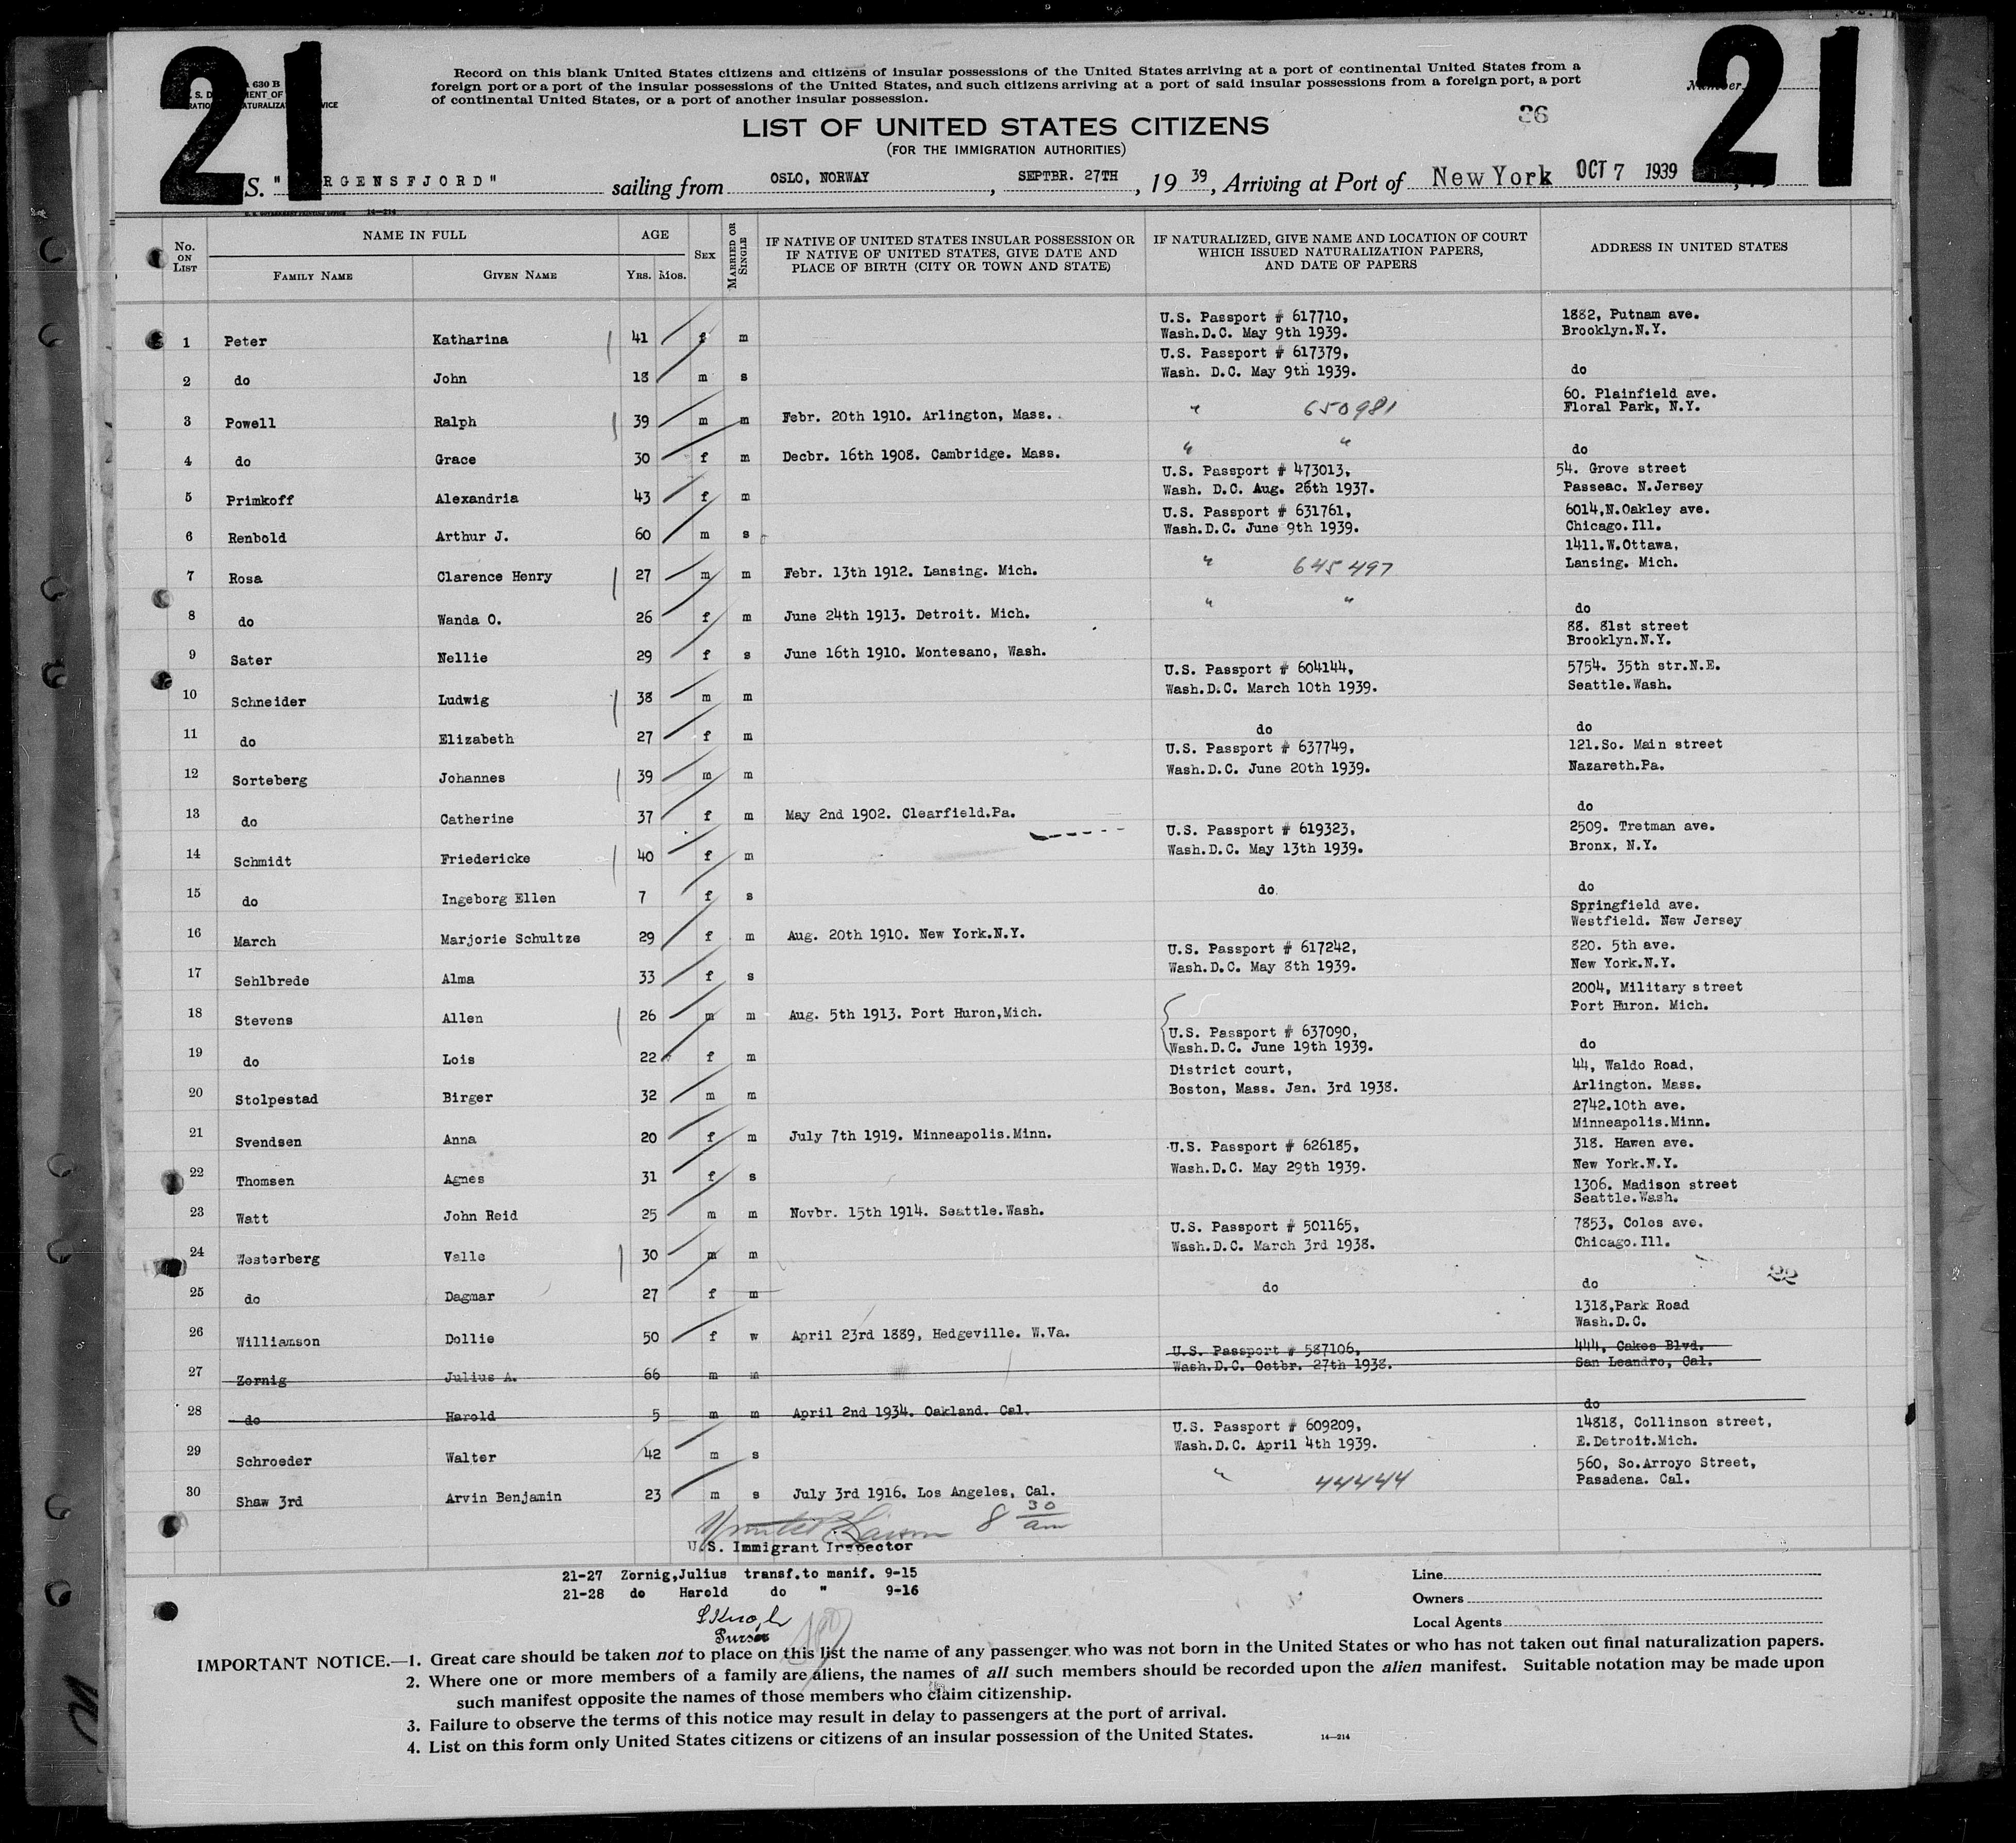 21
21
630 B
Record on this blank United States citizens and citizens of insular possessions of the United States arriving at a port of continental United States from a
foreign port or a port of the insular possessions of the United States, and such citizens arriving at a port of said insular possessions from a foreign port, a port
of continental United States, or a port of another insular possession.
Number
36
LIST OF UNITED STATES CITIZENS
(FOR THE IMMIGRATION AUTHORITIES)
S. " RGENSFJORD" sailing from OSLO, NORWAY, SEPTBR. 27TH, 19 39, Arriving at Port of New York OCT 7 1939
No. on List NAME IN FULL AGE Sex Married or Single IF NATIVE OF UNITED STATES INSULAR POSSESSION OR IF NATIVE OF UNITED STATES, GIVE DATE AND PLACE OF BIRTH (CITY OR TOWN AND STATE) IF NATURALIZED, GIVE NAME AND LOCATION OF COURT WHICH ISSUED NATURALIZATION PAPERS, AND DATE OF PAPERS ADDRESS IN UNITED STATES
Family Name Given Name Yrs. Mos.
1 Peter Katharina 41 f m U.S. Passport # 617710, Wash.D.C. May 9th 1939. 1882, Putnam ave. Brooklyn.N.Y.
2 do John 18 m s U.S. Passport # 617379, Wash. D.C. May 9th 1939. do
3 Powell Ralph 39 m m Febr. 20th 1910. Arlington, Mass. " 650981 60. Plainfield ave. Floral Park, N.Y.
4 do Grace 30 f m Decbr. 16th 1908. Cambridge. Mass. " " do
5 Primkoff Alexandria 43 f m U.S. Passport # 473013, Wash. D.C. Aug. 26th 1937. 54. Grove street Passeac. N.Jersey
6 Renbold Arthur J. 60 m s U.S. Passport # 631761, Wash.D.C. June 9th 1939. 6014,N.Oakley ave. Chicago.Ill.
7 Rosa Clarence Henry 27 m m Febr. 13th 1912. Lansing. Mich. " 645497 1411.W.Ottawa, Lansing. Mich.
8 do Wanda O. 26 f m June 24th 1913. Detroit. Mich. " " do
9 Sater Nellie 29 f s June 16th 1910. Montesano, Wash. 88. 81st street Brooklyn.N.Y.
10 Schneider Ludwig 38 m m U.S. Passport # 604144, Wash.D.C. March 10th 1939. 5754. 35th str.N.E. Seattle.Wash.
11 do Elizabeth 27 f m do do
12 Sorteberg Johannes 39 m m U.S. Passport # 637749, Wash.D.C. June 20th 1939. 121.So. Main street Nazareth.Pa.
13 do Catherine 37 f m May 2nd 1902. Clearfield.Pa. do
14 Schmidt Friedericke 40 f m U.S. Passport # 619323, Wash.D.C. May 13th 1939. 2509. Tretman ave. Bronx, N.Y.
15 do Ingeborg Ellen 7 f s do do
16 March Marjorie Schultze 29 f m Aug. 20th 1910. New York.N.Y. Springfield ave. Westfield. New Jersey
17 Sehlbrede Alma 33 f s U.S. Passport # 617242, Wash.D.C. May 8th 1939. 820. 5th ave. New York.N.Y.
18 Stevens Allen 26 m m Aug. 5th 1913. Port Huron,Mich. 2004, Military street Port Huron. Mich.
19 do Lois 22 f m U.S. Passport # 637090, Wash.D.C. June 19th 1939. do
20 Stolpestad Birger 32 m m District court, Boston, Mass. Jan. 3rd 1938. 44, Waldo Road, Arlington. Mass.
21 Svendsen Anna 20 f m July 7th 1919. Minneapolis.Minn. 2742.10th ave. Minneapolis.Minn.
22 Thomsen Agnes 31 f s U.S. Passport # 626185, Wash.D.C. May 29th 1939. 318. Hawen ave. New York.N.Y.
23 Watt John Reid 25 m m Novbr. 15th 1914. Seattle.Wash. 1306. Madison street Seattle.Wash.
24 Westerberg Valle 30 m m U.S. Passport # 501165, Wash.D.C. March 3rd 1938. 7853, Coles ave. Chicago.Ill.
22
25 do Dagmar 27 f m do do
26 Williamson Dollie 50 f w April 23rd 1889, Hedgeville. W.Va. 1318,Park Road Wash.D.C.
27 Zornig Julius A. 66 m m U.S. Passport # 587106, Wash.D.C. Octbr. 27th 1938. 444, Cakes Blvd. San Leandro, Cal.
28 do Harold 5 m m April 2nd 1934. Oakland. Cal. do
29 Schroeder Walter 42 m s U.S. Passport # 609209, Wash.D.C. April 4th 1939. 14818, Collinson street, E.Detroit.Mich.
30 Shaw 3rd Arvin Benjamin 23 m s July 3rd 1916. Los Angeles, Cal. " 44444 560, So.Arroyo Street, Pasadena. Cal.
8 30 am
U.S. Immigrant Inspector
21-27 Zornig,Julius transf.to manif. 9-15
21-28 do Harold do " 9-16
Purser
Line
Owners
Local Agents
IMPORTANT NOTICE.—1. Great care should be taken not to place on this list the name of any passenger who was not born in the United States or who has not taken out final naturalization papers.
2. Where one or more members of a family are aliens, the names of all such members should be recorded upon the alien manifest. Suitable notation may be made upon
such manifest opposite the names of those members who claim citizenship.
3. Failure to observe the terms of this notice may result in delay to passengers at the port of arrival.
4. List on this form only United States citizens or citizens of an insular possession of the United States.
14—214